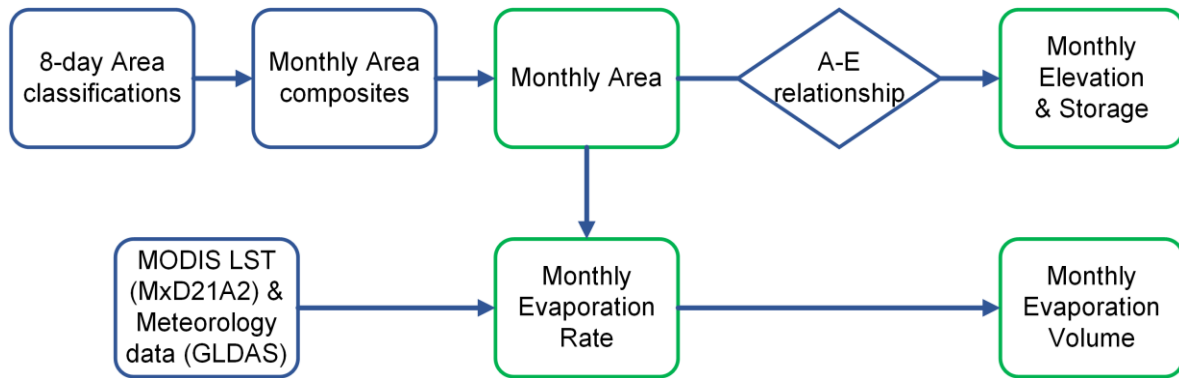 8-day Area
classifications
Monthly Area
composites
Monthly Area
A-E
relationship
Monthly
Elevation
& Storage
MODIS LST
(MxD21A2) &
Meteorology
data (GLDAS)
Monthly
Evaporation
Rate
Monthly
Evaporation
Volume